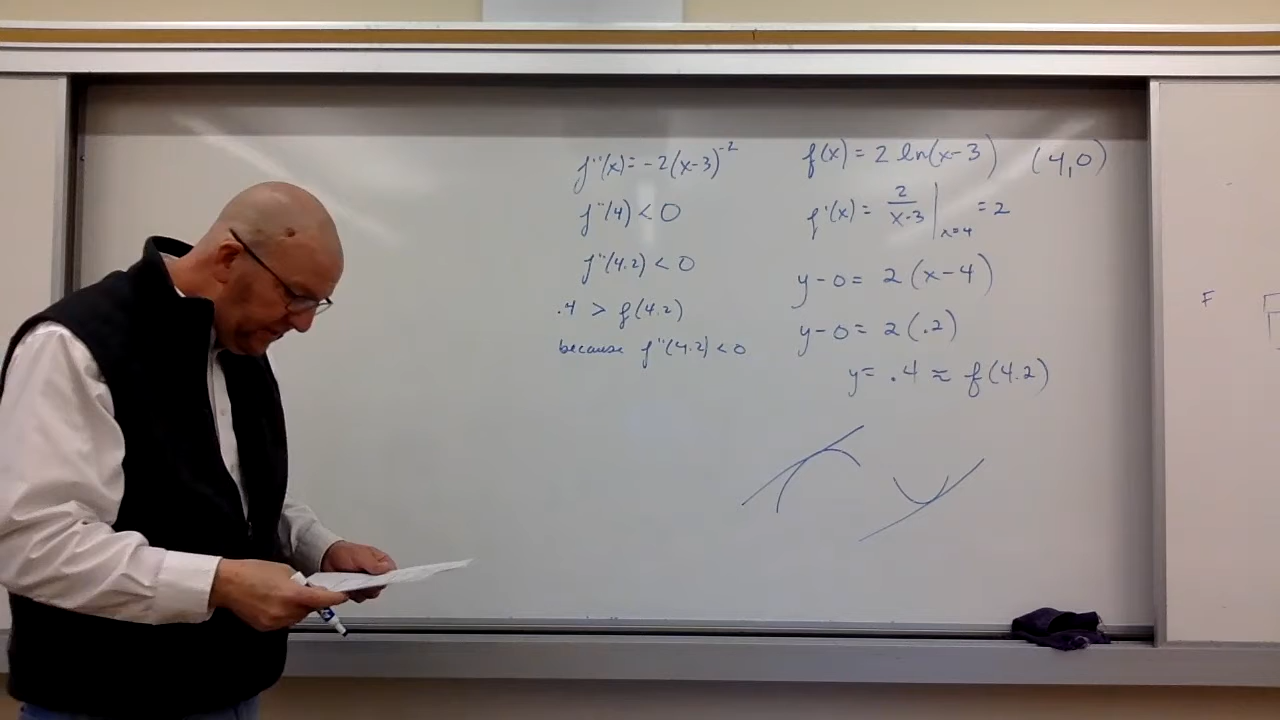 f''(x) = -2(x-3)^-2
f''(4) < 0
f''(4.2) < 0
.4 > f(4.2)
because f''(4.2) < 0
f(x) = 2 ln(x-3) (4,0)
f'(x) = 2/(x-3) |x=4 = 2
y-0 = 2(x-4)
y-0 = 2(.2)
y = .4 ≈ f(4.2)
F